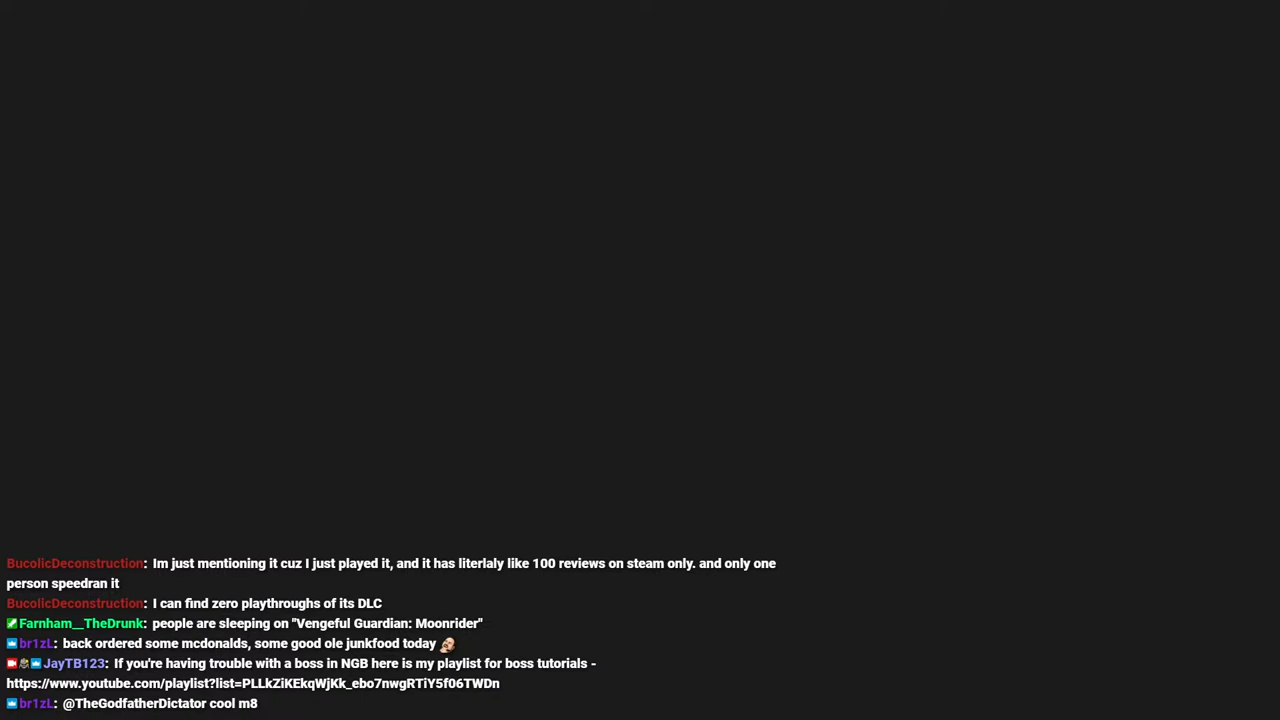 BucolicDeconstruction: Im just mentioning it cuz I just played it, and it has literlaly like 100 reviews on steam only. and only one
person speedran it
BucolicDeconstruction: I can find zero playthroughs of its DLC
Farnham__TheDrunk: people are sleeping on "Vengeful Guardian: Moonrider"
br1zL: back ordered some mcdonalds, some good ole junkfood today
JayTB123: If you're having trouble with a boss in NGB here is my playlist for boss tutorials -
https://www.youtube.com/playlist?list=PLLkZiKEkqWjKk_ebo7nwgRTiY5f06TWDn
br1zL: @TheGodfatherDictator cool m8